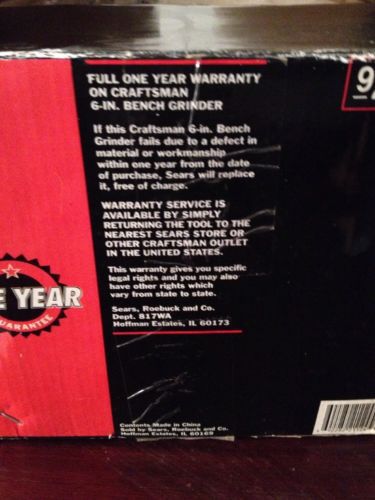 FULL ONE YEAR WARRANTY
ON CRAFTSMAN
6-IN. BENCH GRINDER
9
If this Craftsman 6-in. Bench
Grinder fails due to a defect in
material or workmanship
within one year from the date
of purchase, Sears will replace
it, free of charge.
WARRANTY SERVICE IS
AVAILABLE BY SIMPLY
RETURNING THE TOOL TO THE
NEAREST SEARS STORE OR
OTHER CRAFTSMAN OUTLET
IN THE UNITED STATES.
This warranty gives you specific
legal rights and you may also
have other rights which
vary from state to state.
Sears, Roebuck and Co.
Dept. 817WA
Hoffman Estates, IL 60173
E YEAR
GUARANTEE
Contents Made in China
Sold by Sears, Roebuck and Co.
Hoffman Estates, IL 60169